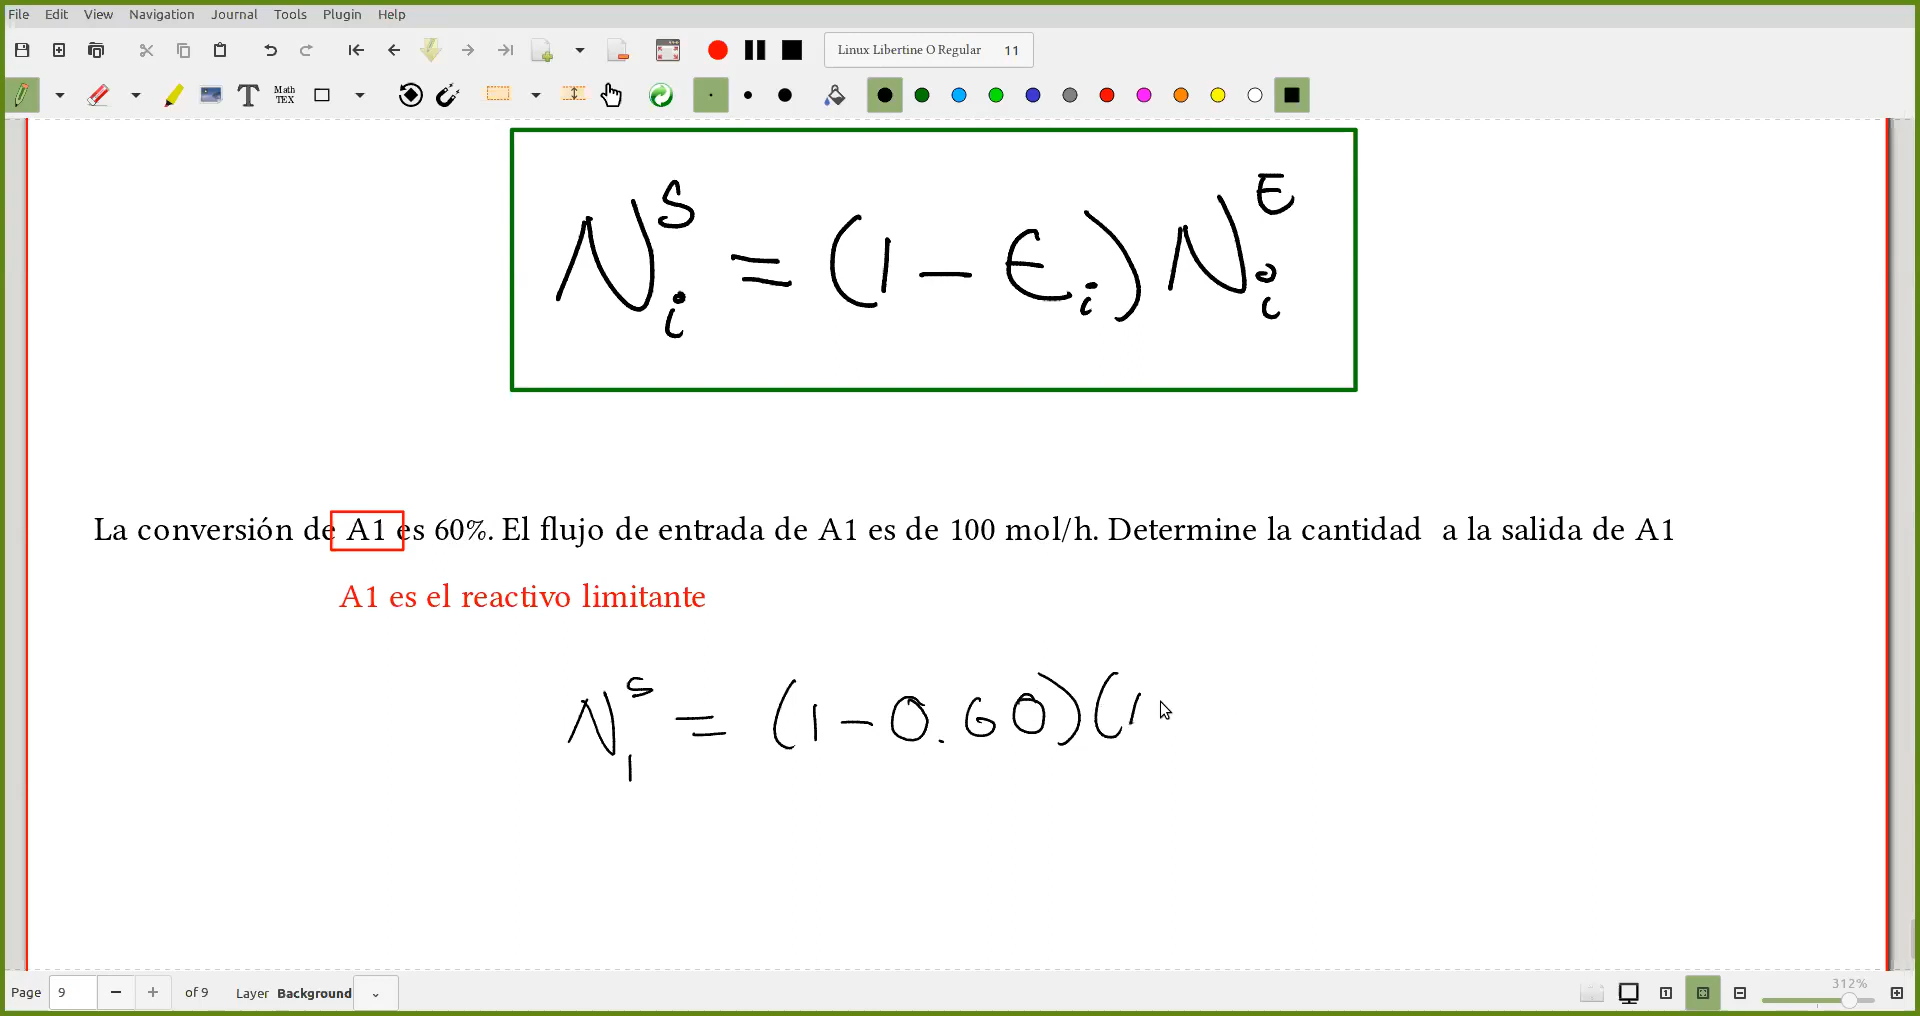 File Edit View Navigation Journal Tools Plugin Help
Linux Libertine O Regular 11
Math TEX
N_i^S = (1 - ϵ_i) N_i^E
La conversión de A1 es 60%. El flujo de entrada de A1 es de 100 mol/h. Determine la cantidad a la salida de A1
A1 es el reactivo limitante
N_1^S = (1 - 0.60)(1
312%
Page 9 of 9 Layer Background